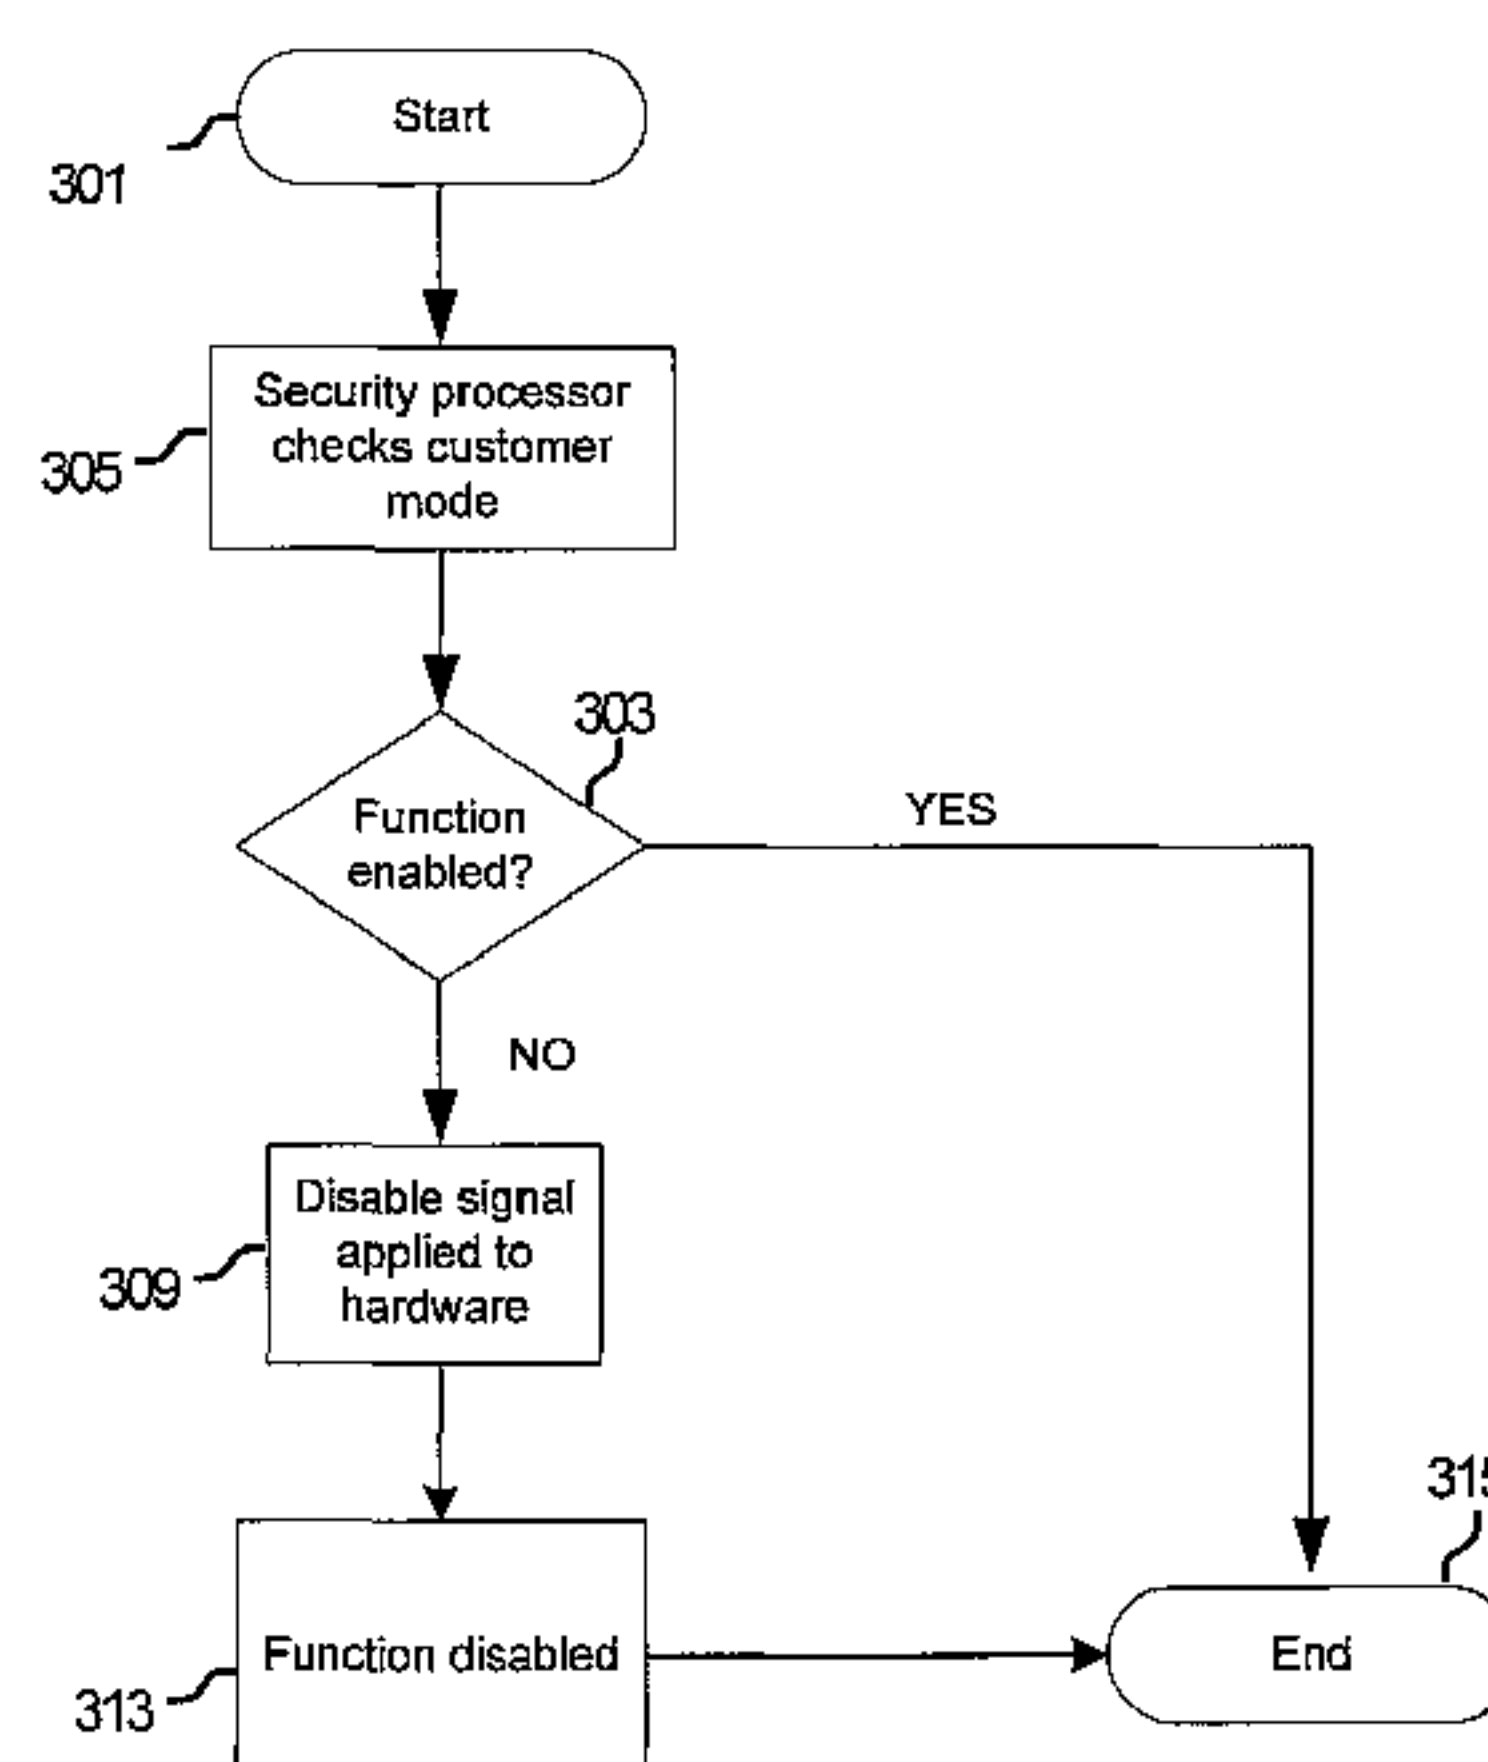 Start
301
Security processor
checks customer
mode
305
303
Function
enabled?
YES
NO
Disable signal
applied to
hardware
309
315
Function disabled
End
313